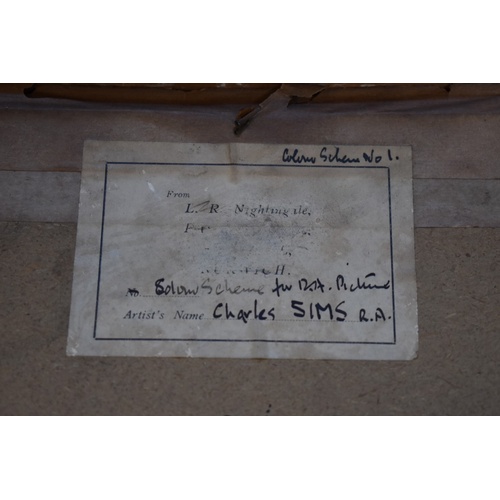 Colour Scheme No 1.
From
L. R. Nightingale,
Colour Scheme for R.A. Picture
Artist's Name Charles SIMS R.A.